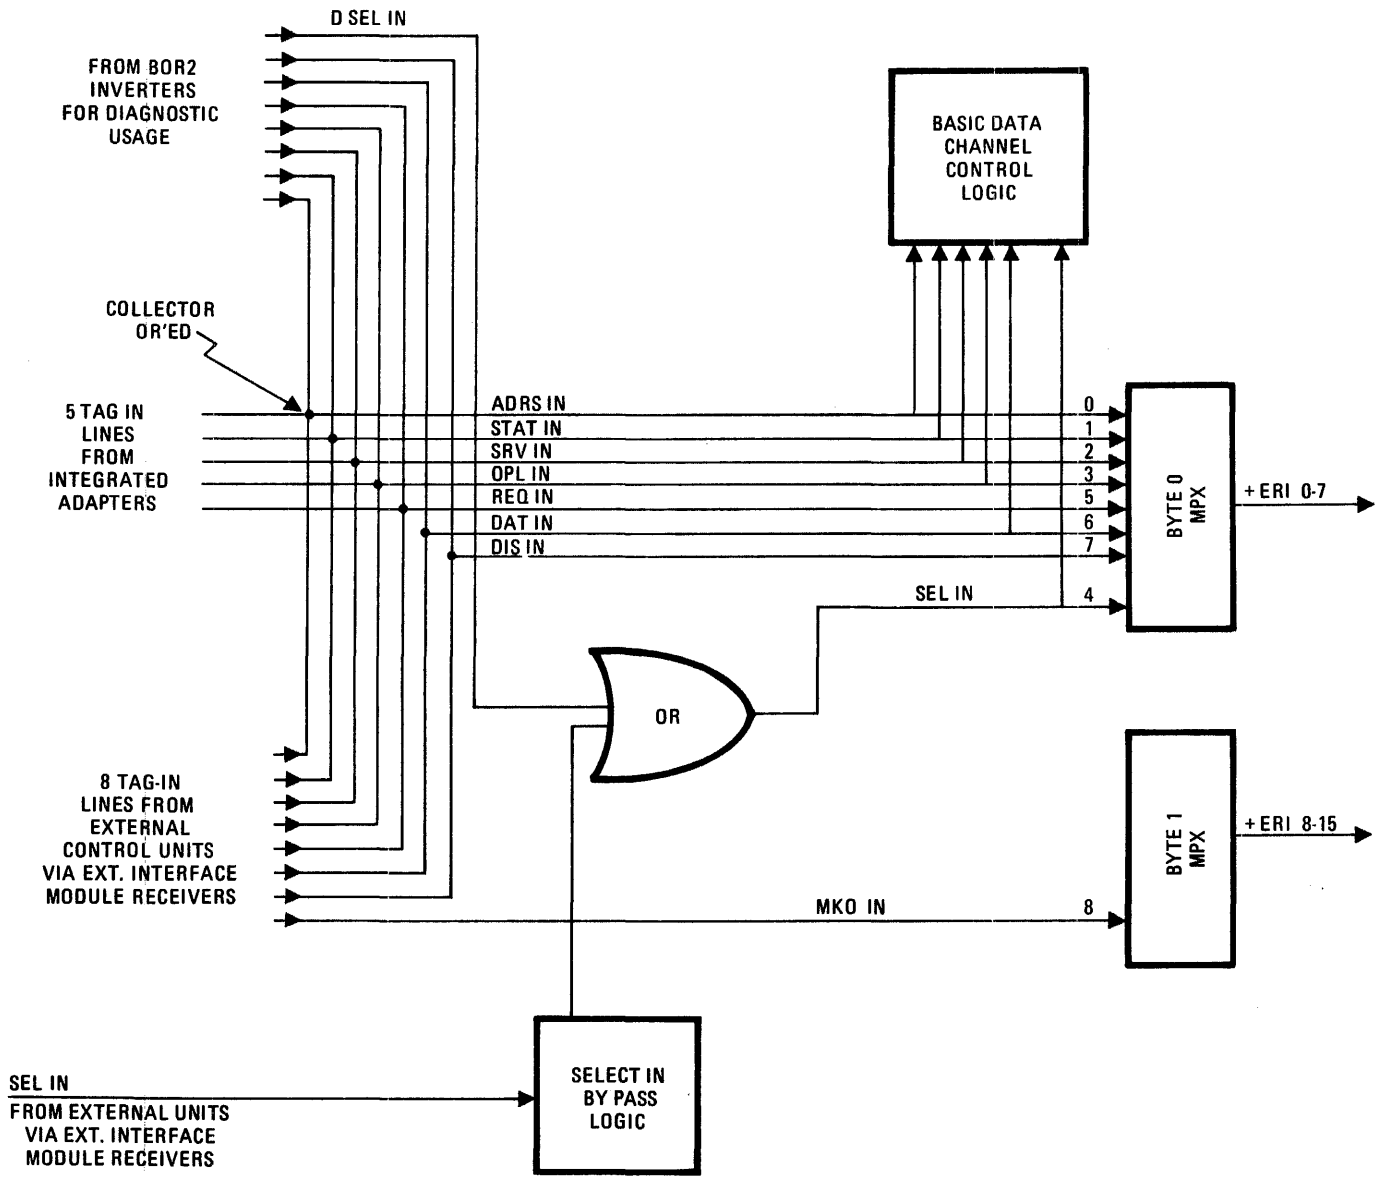 D SEL IN
FROM BOR2
INVERTERS
FOR DIAGNOSTIC
USAGE
BASIC DATA
CHANNEL
CONTROL
LOGIC
COLLECTOR
OR'ED
5 TAG IN
LINES
FROM
INTEGRATED
ADAPTERS
ADRS IN
STAT IN
SRV IN
OPL IN
REQ IN
DAT IN
DIS IN
0
1
2
3
5
6
7
BYTE 0
MPX
+ ERI 0-7
SEL IN
4
OR
8 TAG-IN
LINES FROM
EXTERNAL
CONTROL UNITS
VIA EXT. INTERFACE
MODULE RECEIVERS
MKO IN
8
BYTE 1
MPX
+ ERI 8-15
SELECT IN
BY PASS
LOGIC
SEL IN
FROM EXTERNAL UNITS
VIA EXT. INTERFACE
MODULE RECEIVERS